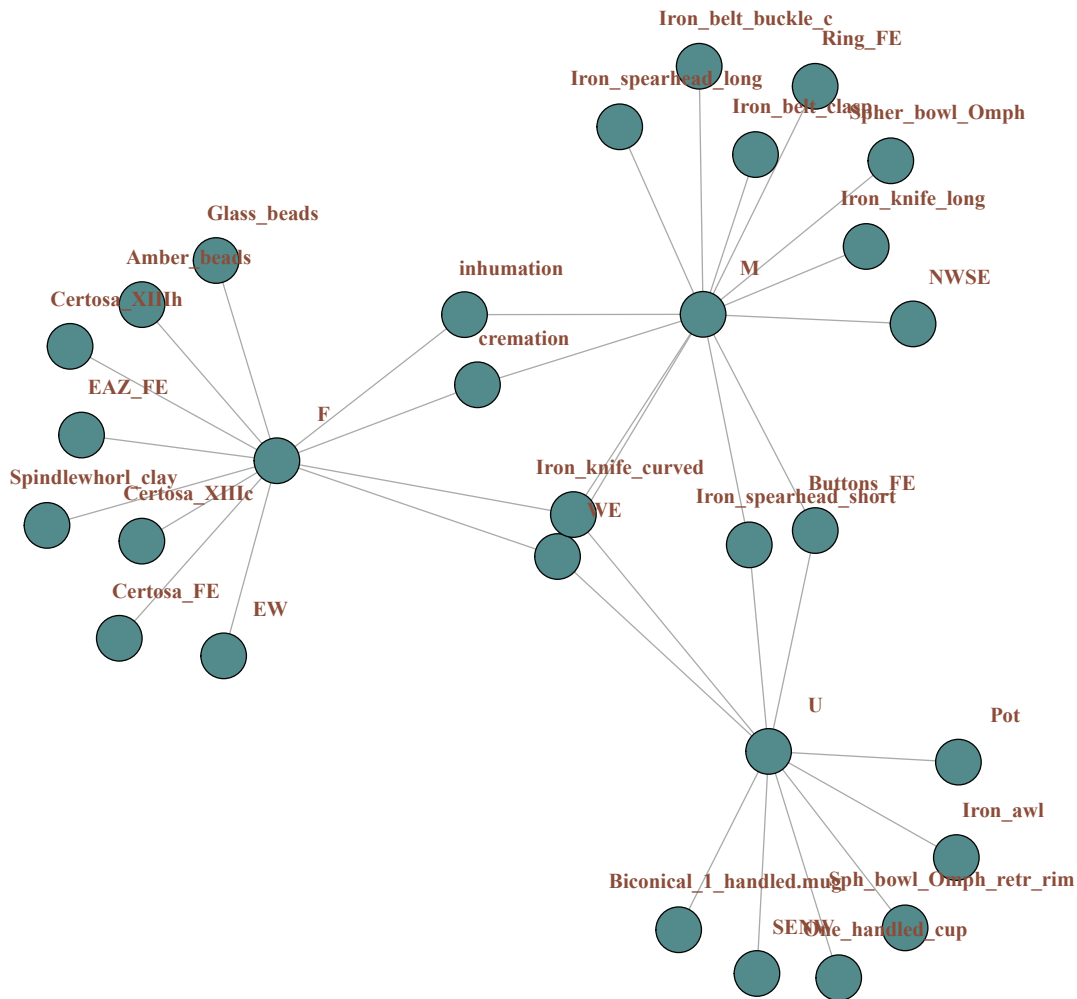 Iron_belt_buckle_c
Ring_FE
Iron_spearhead_long
Iron_belt_clasp
Spher_bowl_Omph
Iron_knife_long
Glass_beads
Amber_beads
inhumation
M
NWSE
Certosa_XIIIh
cremation
EAZ_FE
F
Iron_knife_curved
Spindlewhorl_clay
Certosa_XIIIc
Buttons_FE
Iron_spearhead_short
WE
Certosa_FE
EW
U
Pot
Iron_awl
Biconical_1_handled.mug
Sph_bowl_Omph_retr_rim
SENW
One_handled_cup